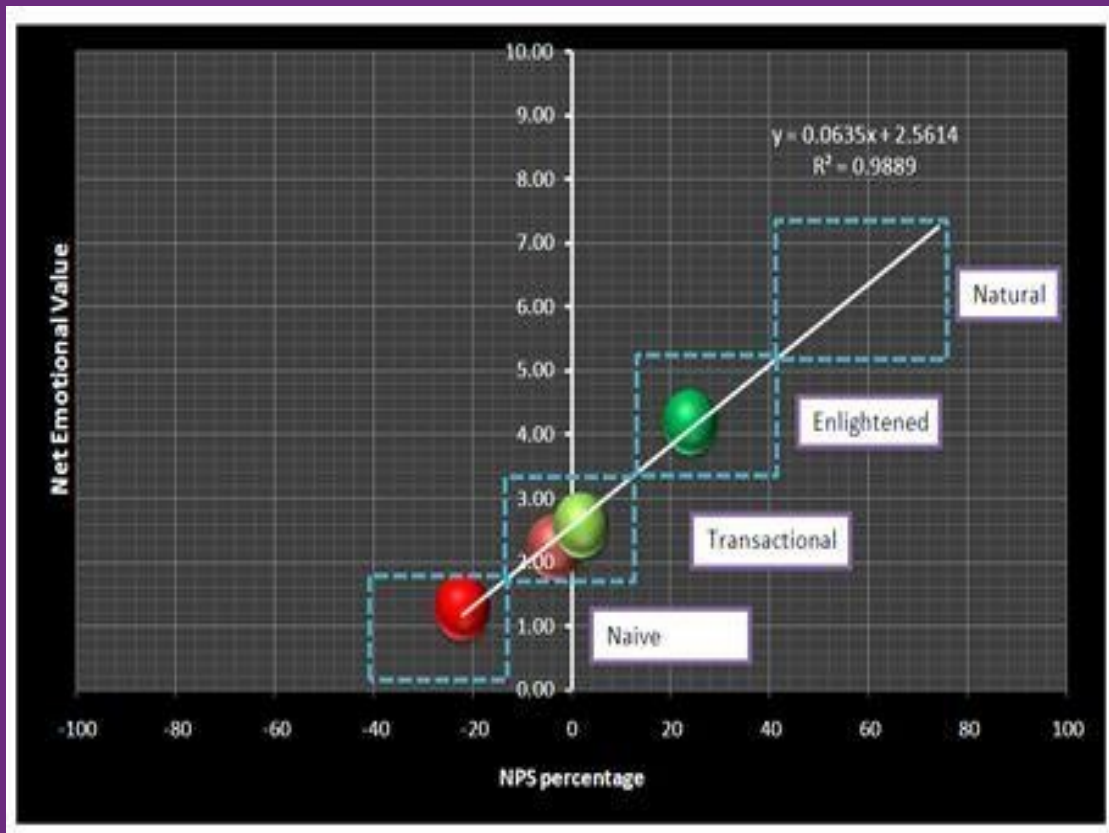 10.00
9.00
8.00
7.00
6.00
5.00
4.00
3.00
2.00
1.00
0.00
y = 0.0635x + 2.5614
R² = 0.9889
Natural
Enlightened
Transactional
Naive
Net Emotional Value
-100 -80 -60 -40 -20 0 20 40 60 80 100
NPS percentage